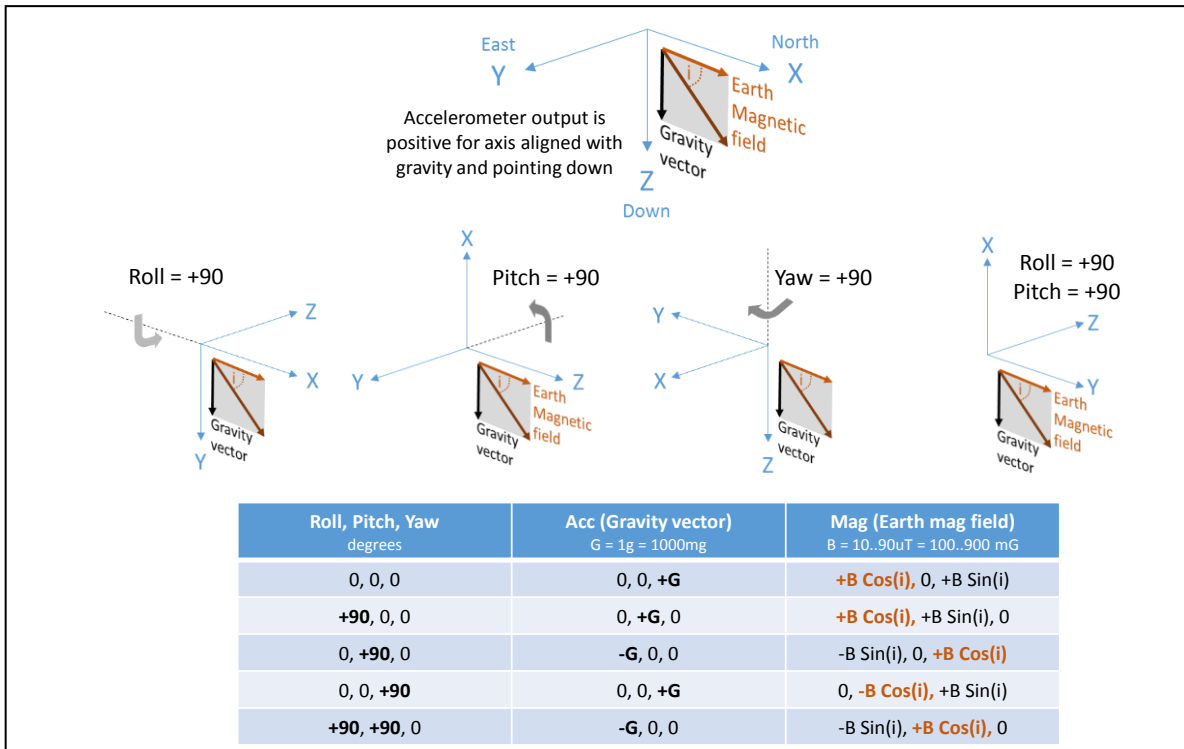 East
Y
North
X
i
Earth
Magnetic
field
Gravity
vector
Z
Down
Accelerometer output is
positive for axis aligned with
gravity and pointing down
Roll = +90
Z
X
Y
i
Gravity
vector
Pitch = +90
X
Y
Z
i
Earth
Magnetic
field
Gravity
vector
Yaw = +90
Y
X
Z
i
Gravity
vector
Roll = +90
Pitch = +90
X
Z
Y
i
Earth
Magnetic
field
Gravity
vector
Roll, Pitch, Yaw Acc (Gravity vector) Mag (Earth mag field)
degrees G = 1g = 1000mg B = 10..90uT = 100..900 mG
0, 0, 0 0, 0, +G +B Cos(i), 0, +B Sin(i)
+90, 0, 0 0, +G, 0 +B Cos(i), +B Sin(i), 0
0, +90, 0 -G, 0, 0 -B Sin(i), 0, +B Cos(i)
0, 0, +90 0, 0, +G 0, -B Cos(i), +B Sin(i)
+90, +90, 0 -G, 0, 0 -B Sin(i), +B Cos(i), 0